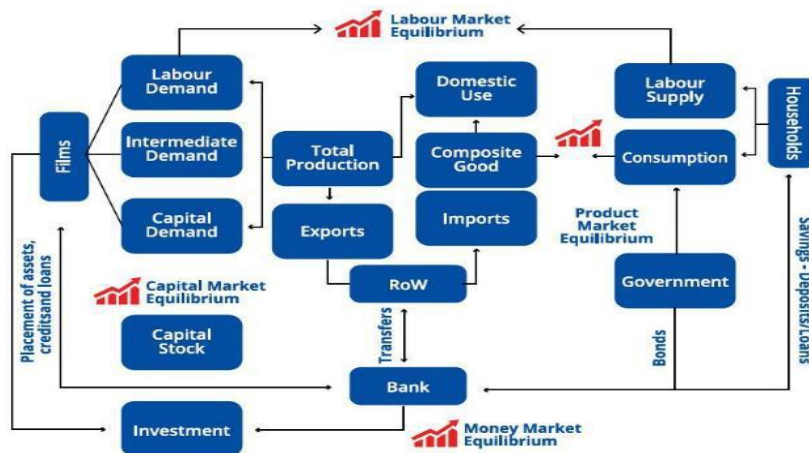 Labour Market
Equilibrium
Labour
Demand
Domestic
Use
Labour
Supply
Households
Films
Intermediate
Demand
Total
Production
Composite
Good
Consumption
Capital
Demand
Exports
Imports
Product
Market
Equilibrium
Placement of assets,
creditsand loans
Capital Market
Equilibrium
RoW
Government
Savings - Deposits/Loans
Capital
Stock
Transfers
Bonds
Bank
Investment
Money Market
Equilibrium